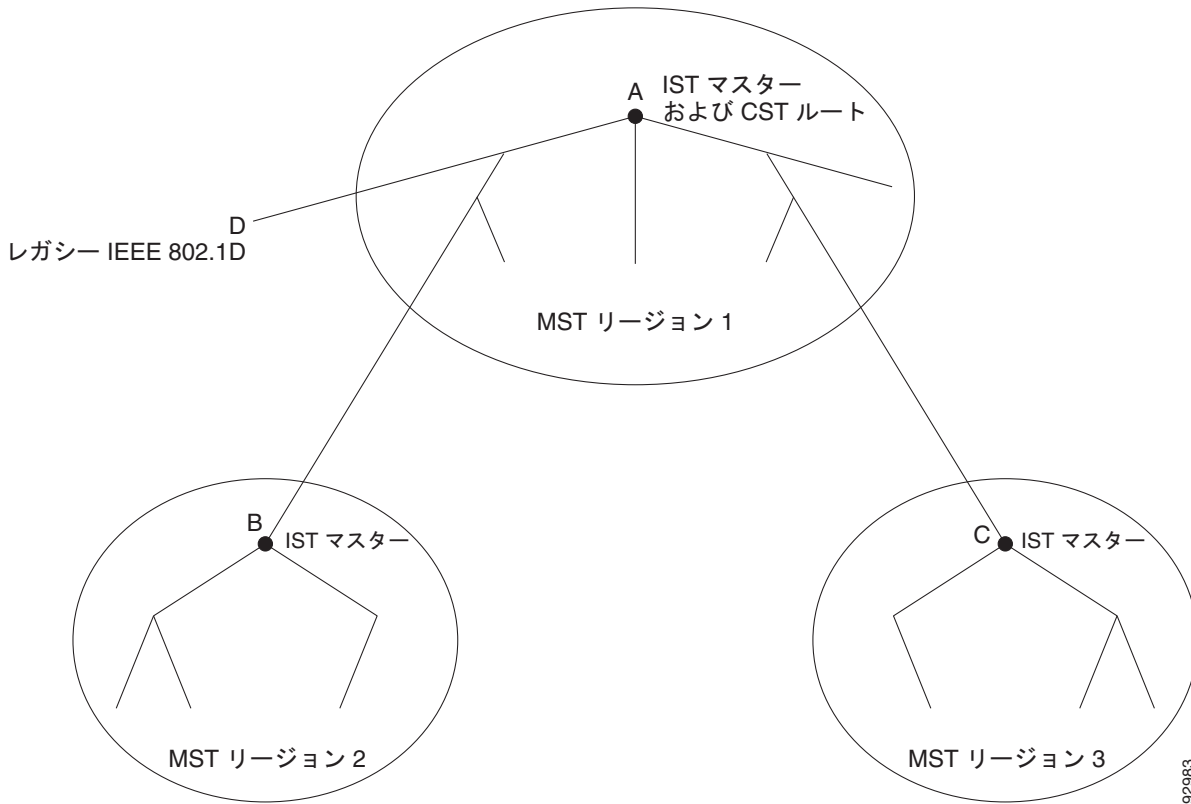 A
IST マスター
および CST ルート
D
レガシー IEEE 802.1D
MST リージョン 1
B
IST マスター
C
IST マスター
MST リージョン 2
MST リージョン 3
92983